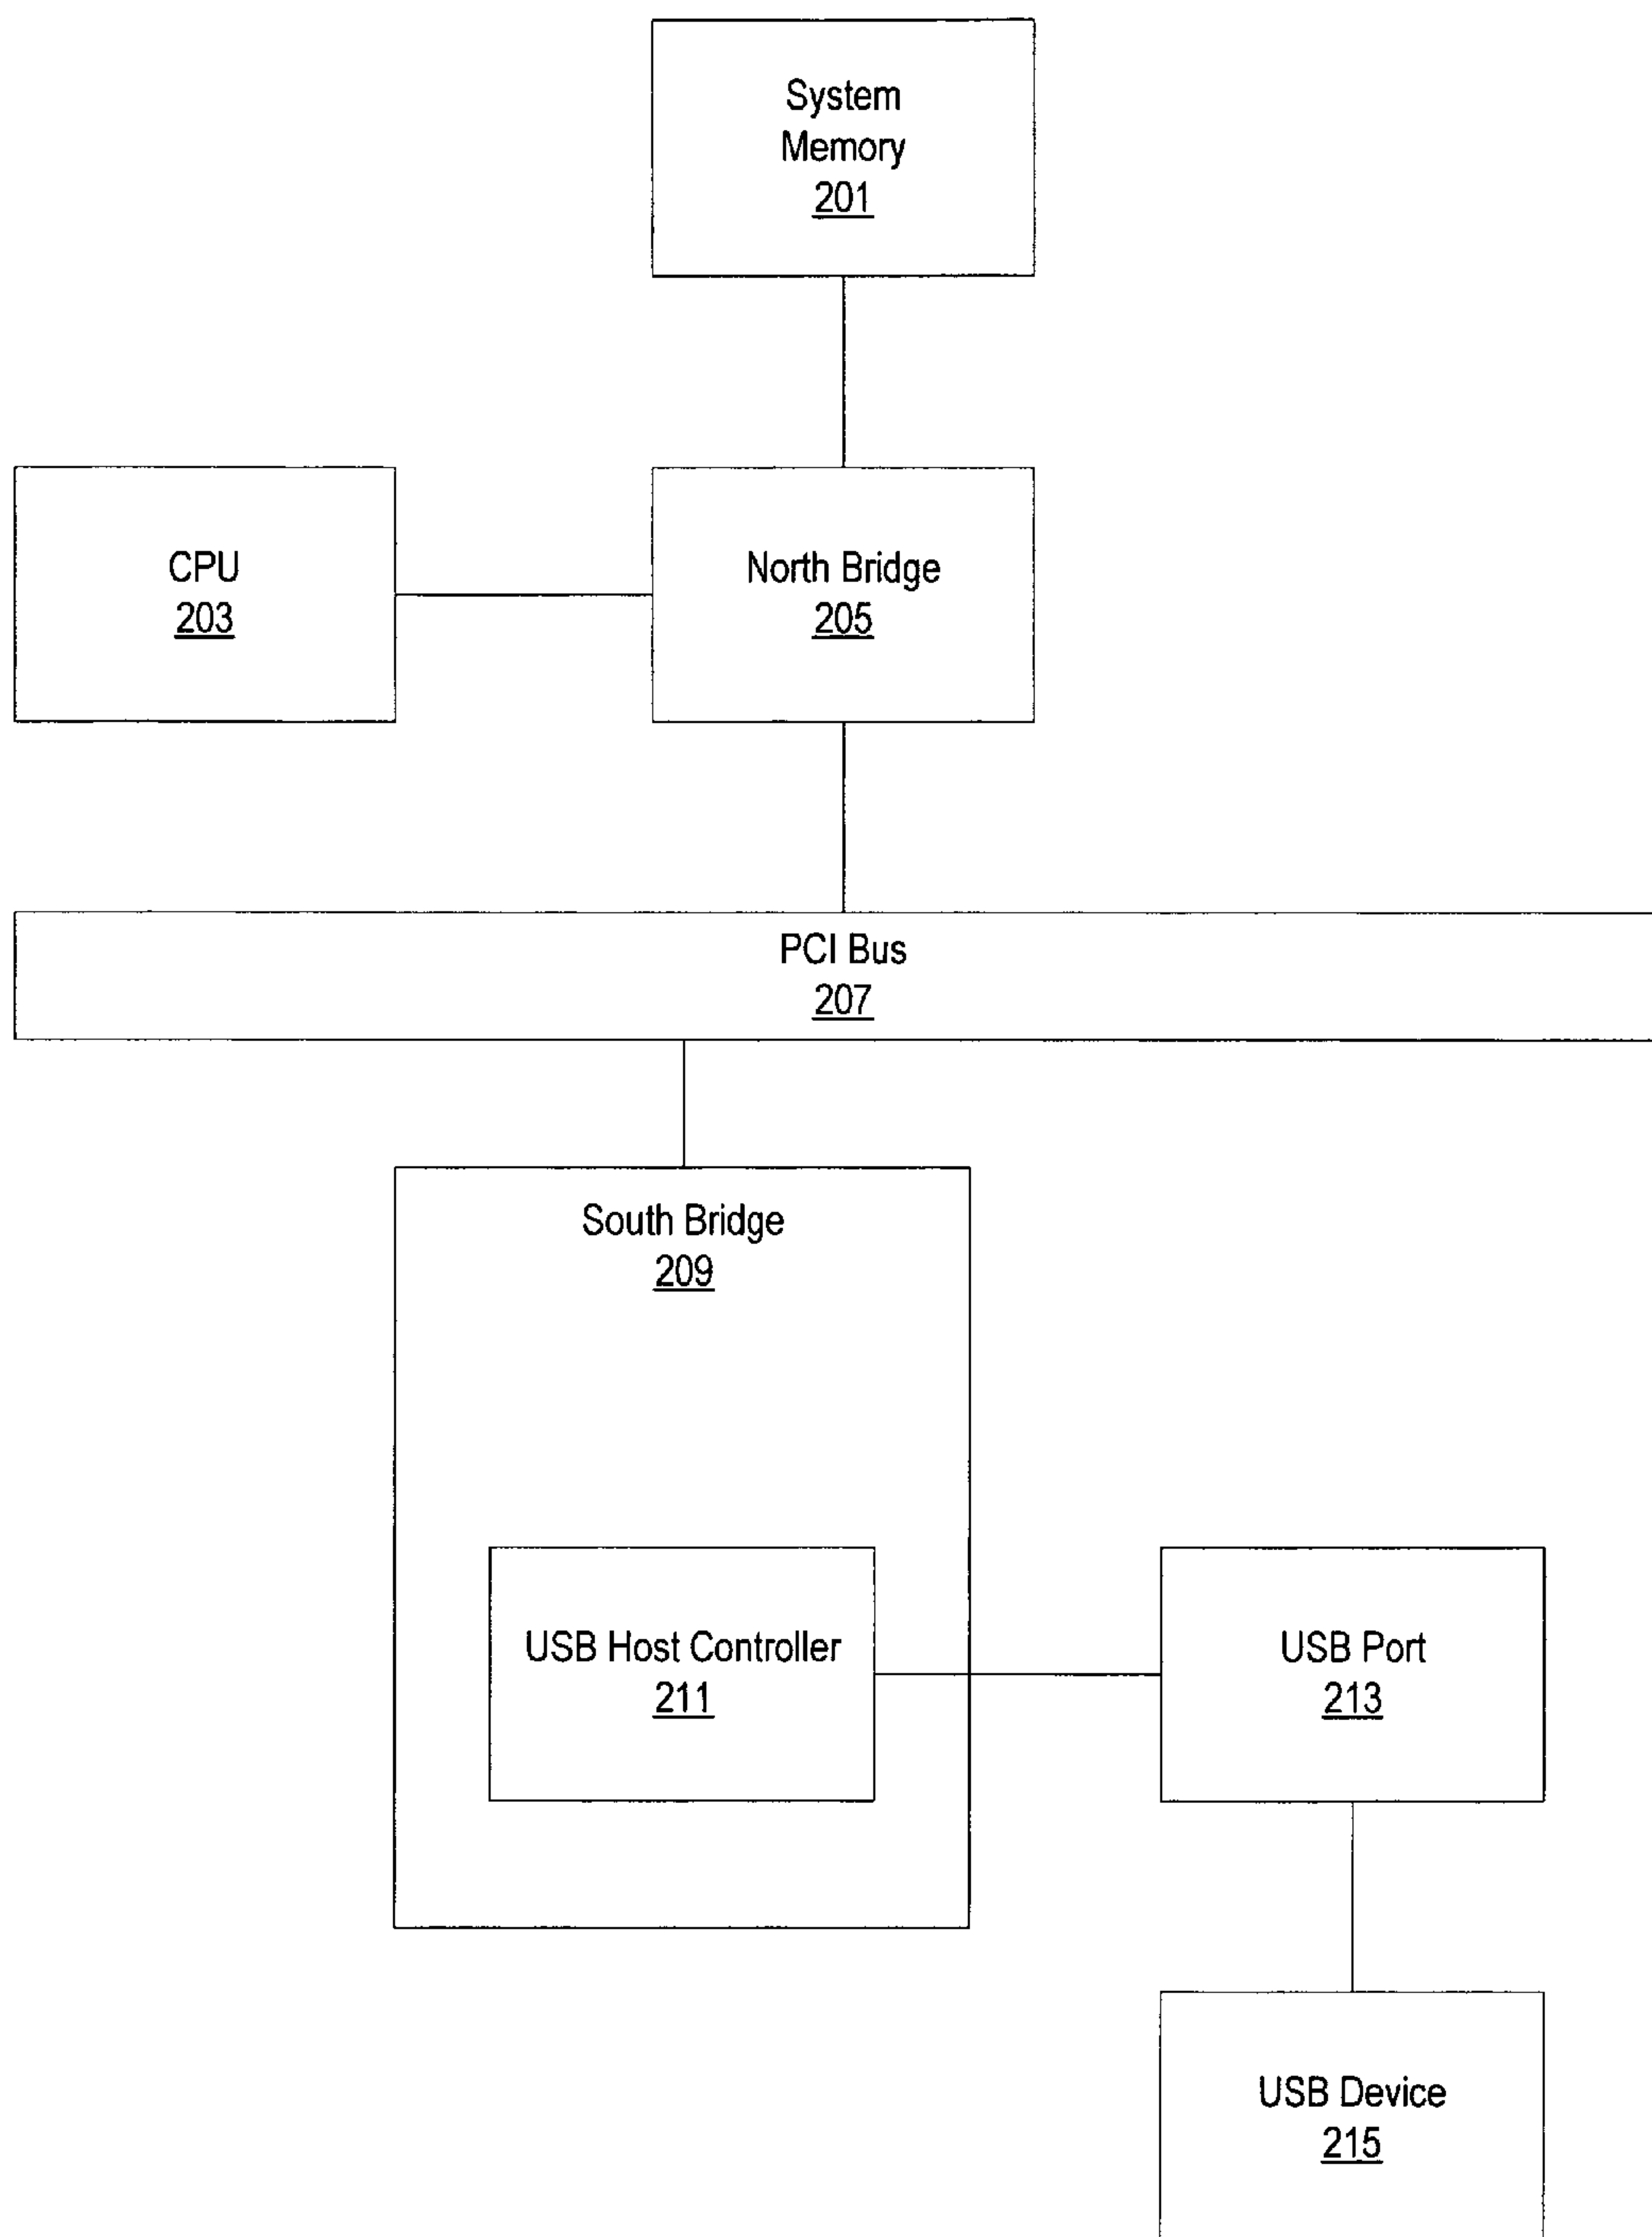 System
Memory
201
CPU
203
North Bridge
205
PCI Bus
207
South Bridge
209
USB Host Controller
211
USB Port
213
USB Device
215